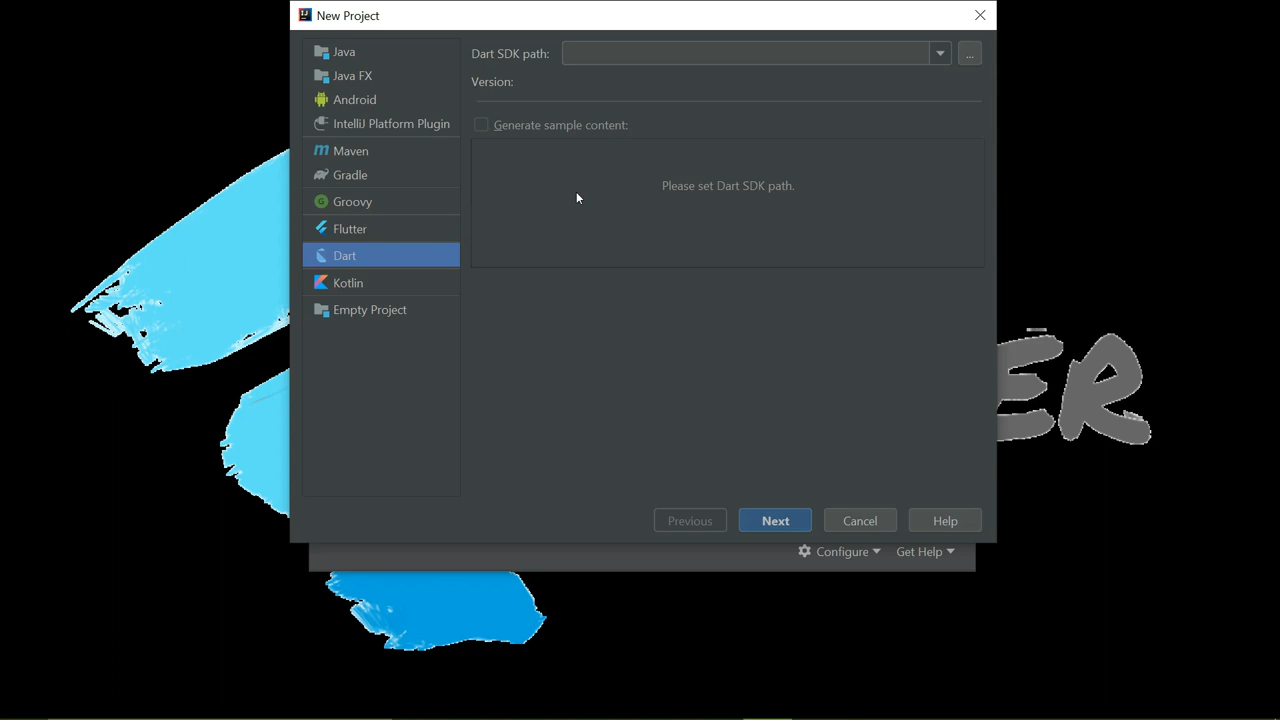 New Project
Java
Java FX
Android
IntelliJ Platform Plugin
Maven
Gradle
Groovy
Flutter
Dart
Kotlin
Empty Project
Dart SDK path:
...
Version:
Generate sample content:
Please set Dart SDK path.
Previous
Next
Cancel
Help
Configure
Get Help
ER